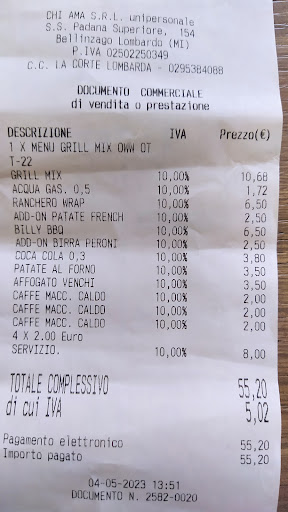 CHI AMA S.R.L. unipersonale
S.S. Padana Superiore, 154
Bellinzago Lombardo (MI)
P.IVA 02502250349
C.C. LA CORTE LOMBARDA - 0295384088
DOCUMENTO COMMERCIALE
di vendita o prestazione
DESCRIZIONE IVA Prezzo(€)
1 X MENU GRILL MIX OWW OT
T-22
GRILL MIX 10,00% 10,68
ACQUA GAS. 0,5 10,00% 1,72
RANCHERO WRAP 10,00% 6,50
ADD-ON PATATE FRENCH 10,00% 2,50
BILLY BBQ 10,00% 6,50
ADD-ON BIRRA PERONI 10,00% 2,50
COCA COLA 0,3 10,00% 3,80
PATATE AL FORNO 10,00% 3,50
AFFOGATO VENCHI 10,00% 3,50
CAFFE MACC. CALDO 10,00% 2,00
CAFFE MACC. CALDO 10,00% 2,00
CAFFE MACC. CALDO 10,00% 2,00
4 X 2.00 Euro
SERVIZIO. 10,00% 8,00
TOTALE COMPLESSIVO 55,20
di cui IVA 5,02
Pagamento elettronico 55,20
Importo pagato 55,20
04-05-2023 13:51
DOCUMENTO N. 2582-0020